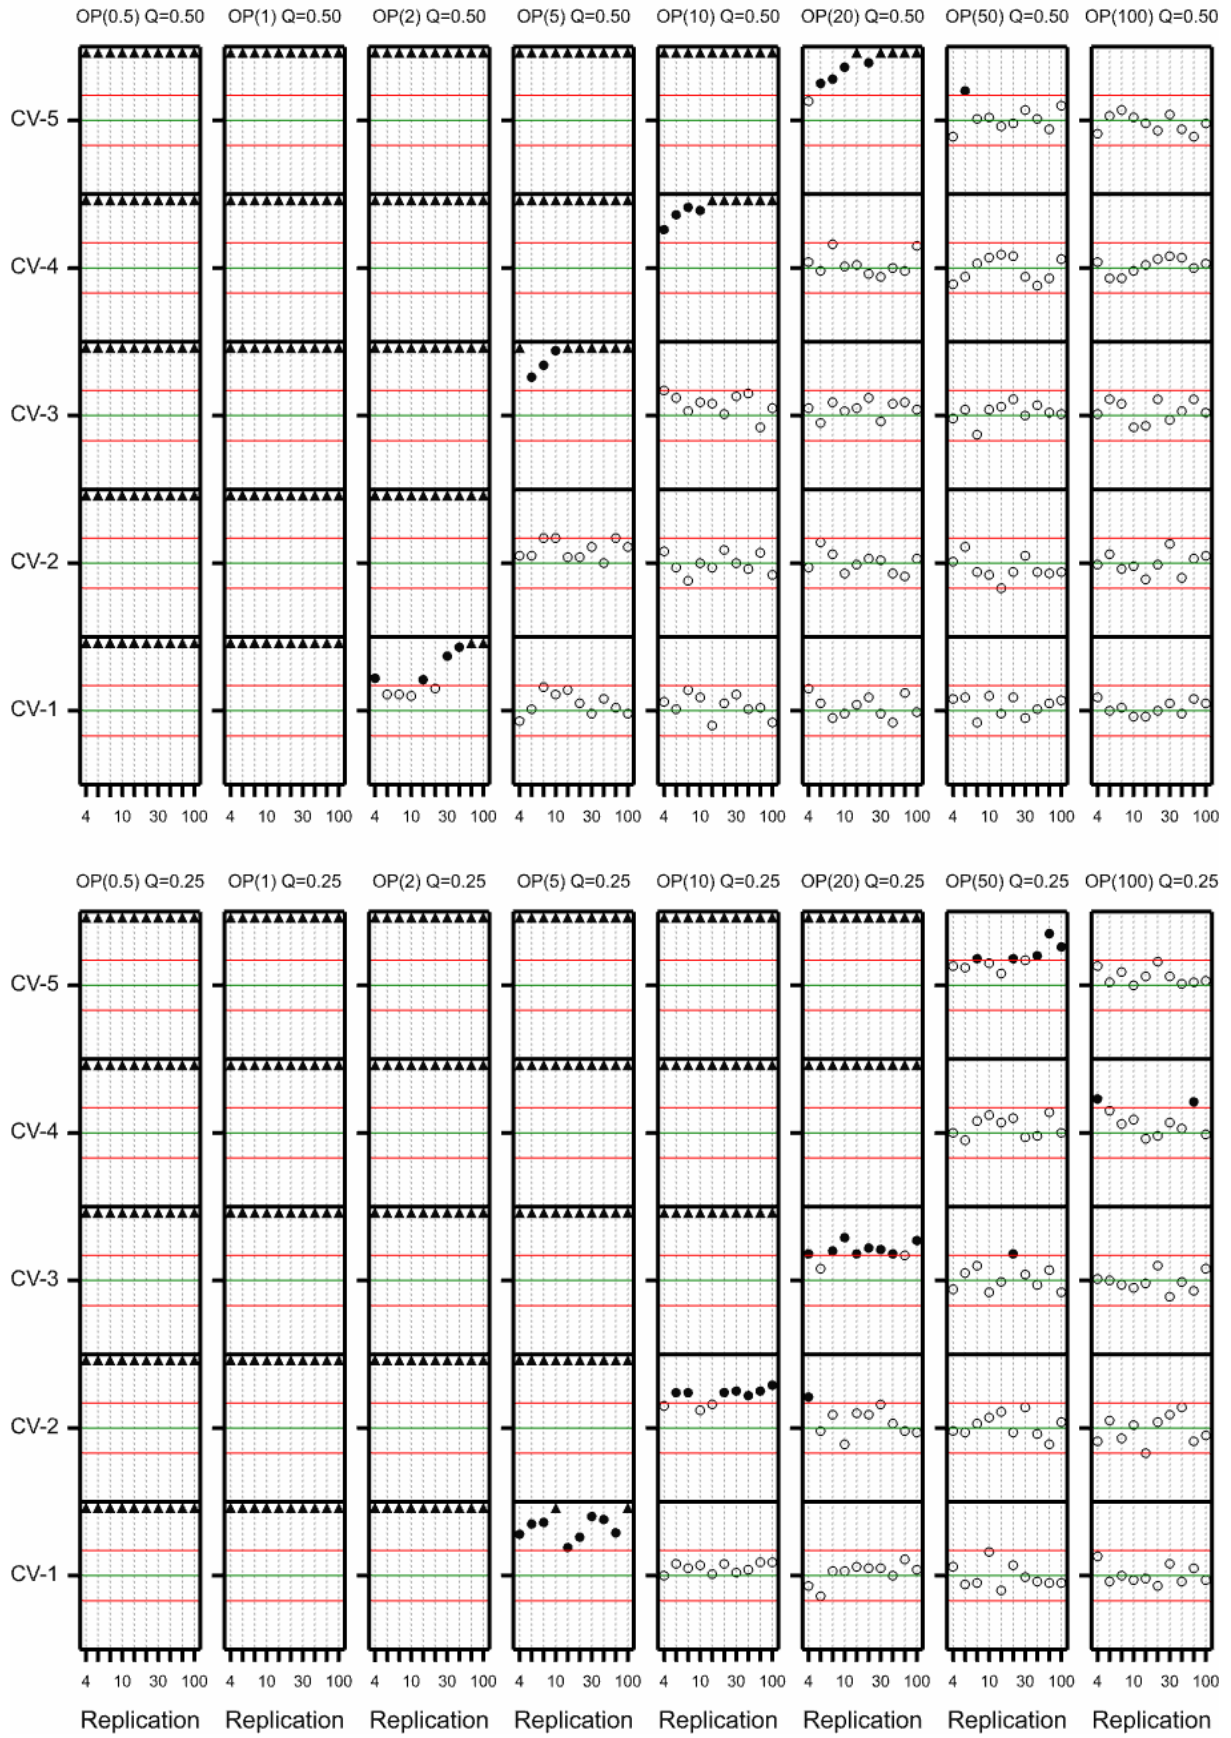 OP(0.5) Q=0.50 OP(1) Q=0.50 OP(2) Q=0.50 OP(5) Q=0.50 OP(10) Q=0.50 OP(20) Q=0.50 OP(50) Q=0.50 OP(100) Q=0.50
CV-5
CV-4
CV-3
CV-2
CV-1
4 10 30 100 4 10 30 100 4 10 30 100 4 10 30 100 4 10 30 100 4 10 30 100 4 10 30 100 4 10 30 100
OP(0.5) Q=0.25 OP(1) Q=0.25 OP(2) Q=0.25 OP(5) Q=0.25 OP(10) Q=0.25 OP(20) Q=0.25 OP(50) Q=0.25 OP(100) Q=0.25
CV-5
CV-4
CV-3
CV-2
CV-1
4 10 30 100 4 10 30 100 4 10 30 100 4 10 30 100 4 10 30 100 4 10 30 100 4 10 30 100 4 10 30 100
Replication Replication Replication Replication Replication Replication Replication Replication